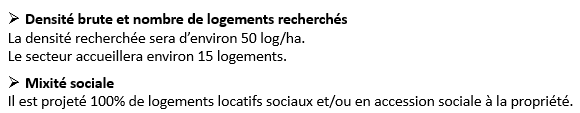 ➢ Densité brute et nombre de logements recherchés
La densité recherchée sera d’environ 50 log/ha.
Le secteur accueillera environ 15 logements.
➢ Mixité sociale
Il est projeté 100% de logements locatifs sociaux et/ou en accession sociale à la propriété.